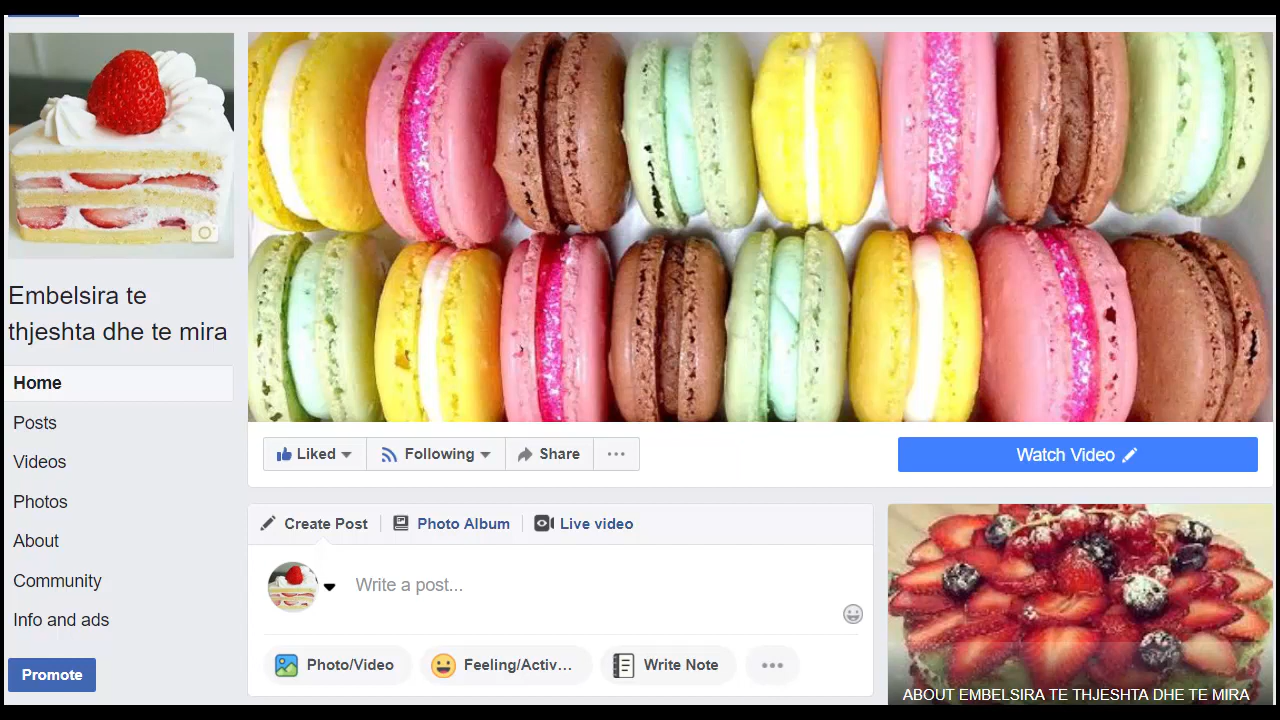 Embelsira te
thjeshta dhe te mira
Home
Posts
Videos
Photos
About
Community
Info and ads
Promote
Liked
Following
Share
Watch Video
Create Post
Photo Album
Live video
Write a post...
Photo/Video
Feeling/Activ...
Write Note
ABOUT EMBELSIRA TE THJESHTA DHE TE MIRA